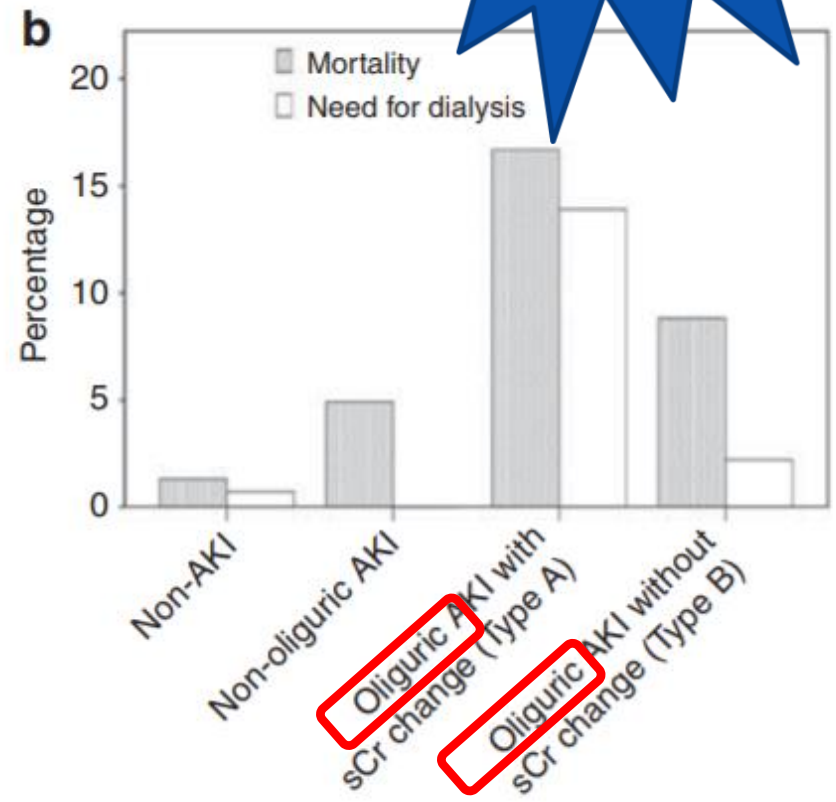 b
Mortality
Need for dialysis
Percentage
20
15
10
5
0
Non-AKI
Non-oliguric AKI
Oliguric AKI with
sCr change (Type A)
Oliguric AKI without
sCr change (Type B)